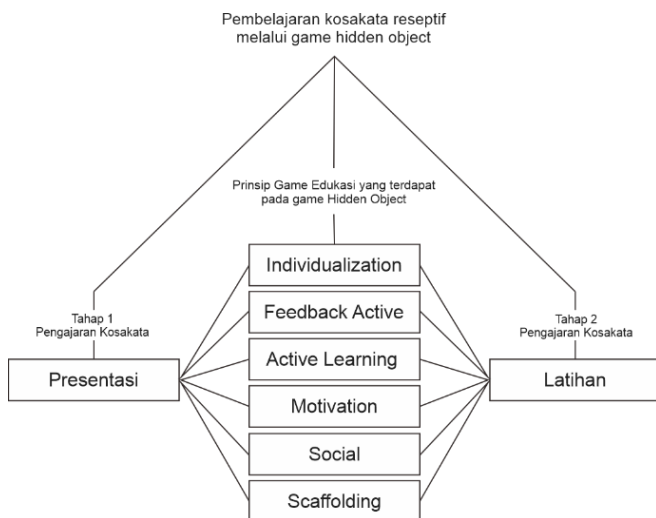 Pembelajaran kosakata reseptif
melalui game hidden object
Prinsip Game Edukasi yang terdapat
pada game Hidden Object
Individualization
Feedback Active
Active Learning
Motivation
Social
Scaffolding
Tahap 1
Pengajaran Kosakata
Presentasi
Tahap 2
Pengajaran Kosakata
Latihan